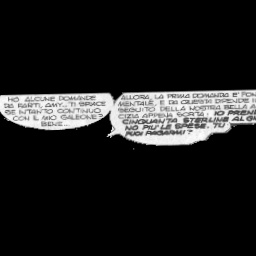 HO ALCUNE DOMANDE
DA FARTI, AMY... TI SPIACE
SE INTANTO CONTINUO
CON IL MIO GALEONE?
BENE...
ALLORA, LA PRIMA DOMANDA E' FON
MENTALE, E DA QUESTA DIPENDE IL
SEGUITO DELLA NOSTRA BELLA A
CIZIA APPENA SORTA: IO PREN
CINQUANTA STERLINE AL G
NO PIU' LE SPESE. TU
PUOI PAGARMI?